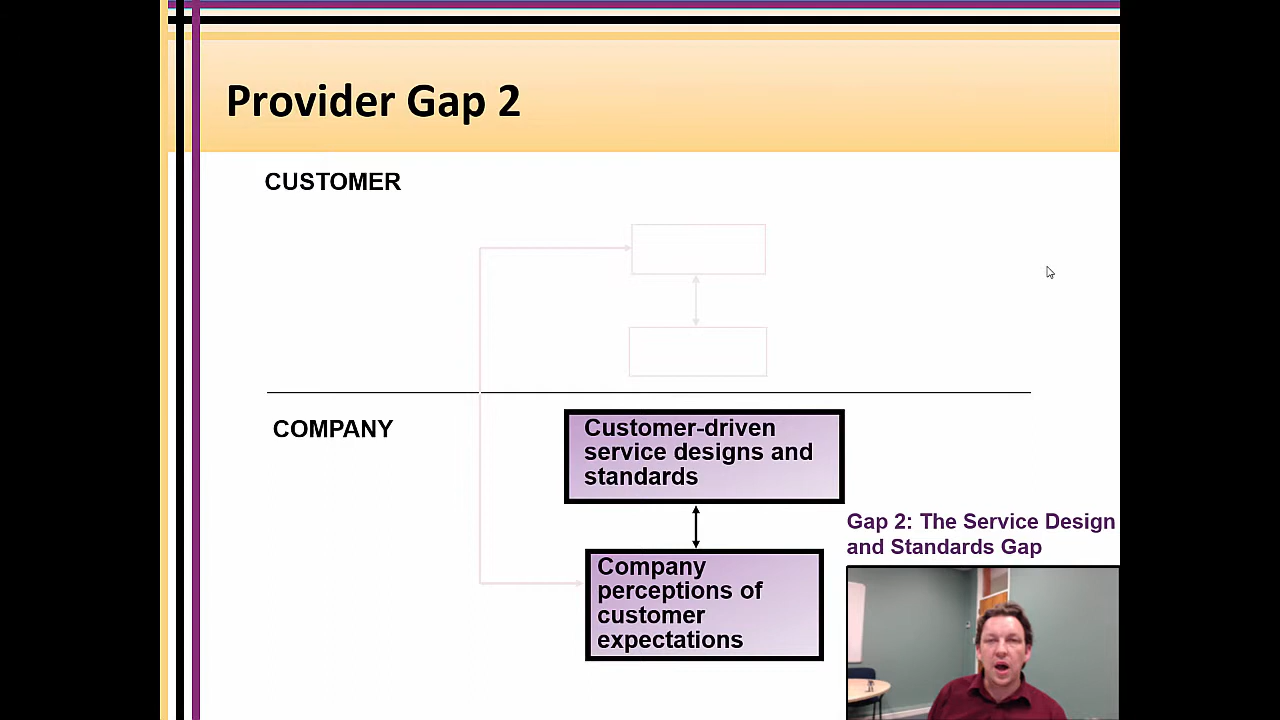 Provider Gap 2
CUSTOMER
COMPANY
Customer-driven
service designs and
standards
Gap 2: The Service Design
and Standards Gap
Company
perceptions of
customer
expectations